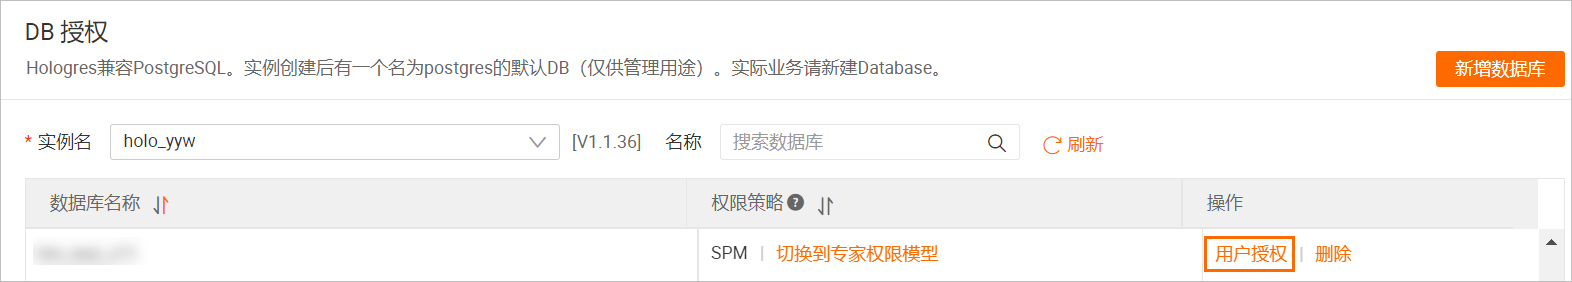 DB 授权
Hologres兼容PostgreSQL。实例创建后有一个名为postgres的默认DB（仅供管理用途）。实际业务请新建Database。
新增数据库
* 实例名 holo_yyw [V1.1.36] 名称 搜索数据库 刷新
数据库名称 权限策略 ? 操作
SPM | 切换到专家权限模型 用户授权 | 删除